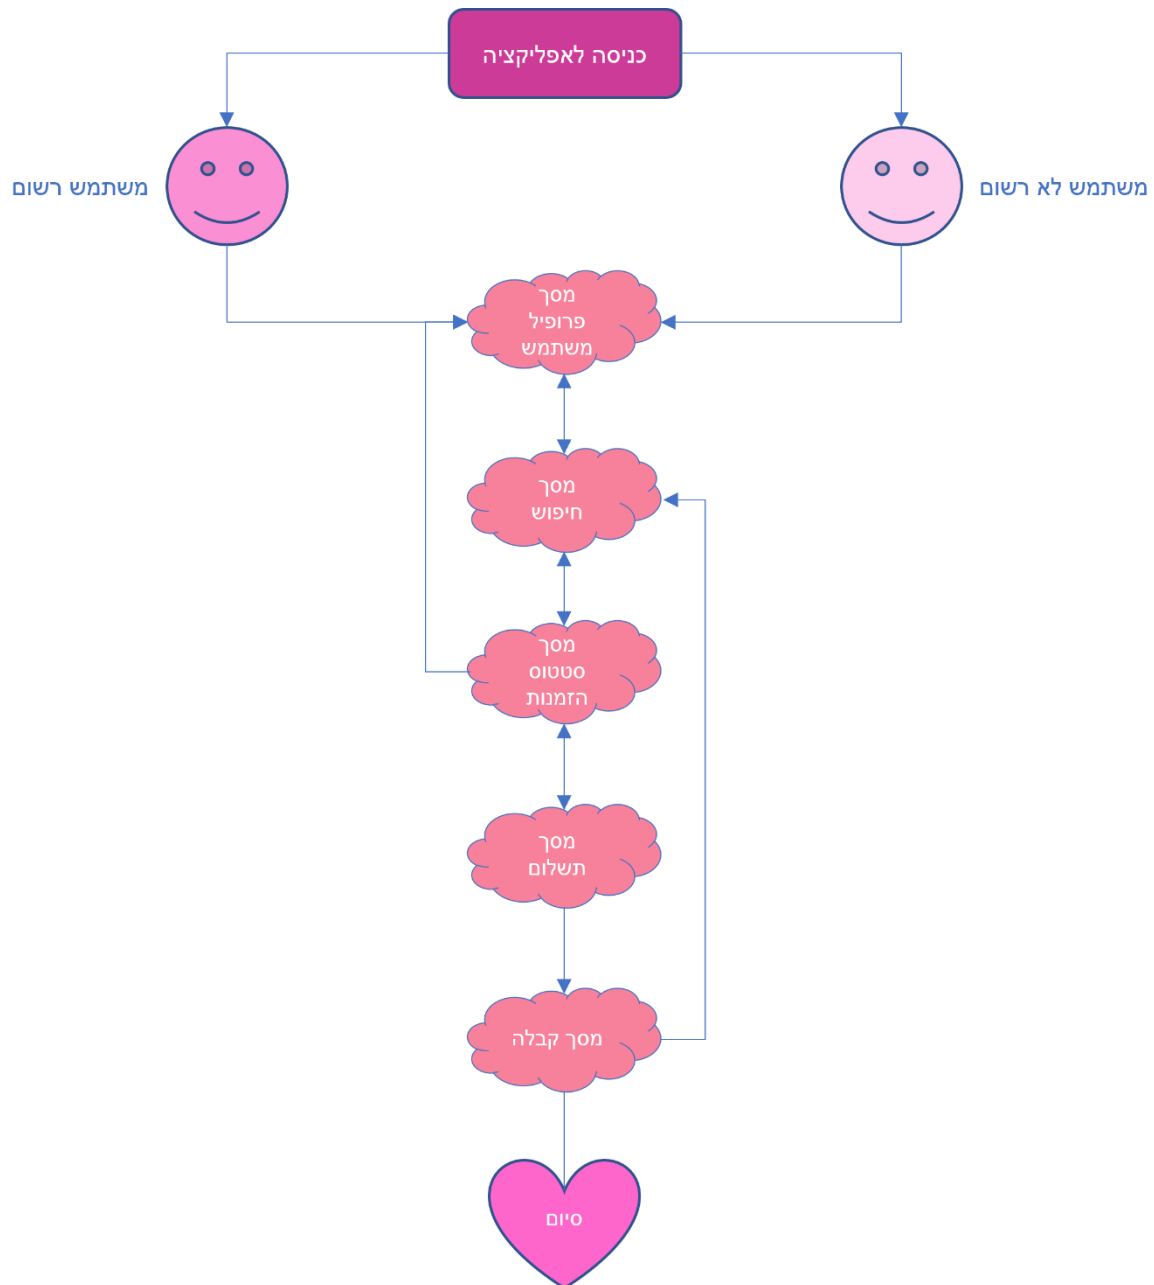 כניסה לאפליקציה
משתמש לא רשום
משתמש רשום
מסך
פרופיל
משתמש
מסך
חיפוש
מסך
סטטוס
הזמנות
מסך
תשלום
מסך קבלה
סיום